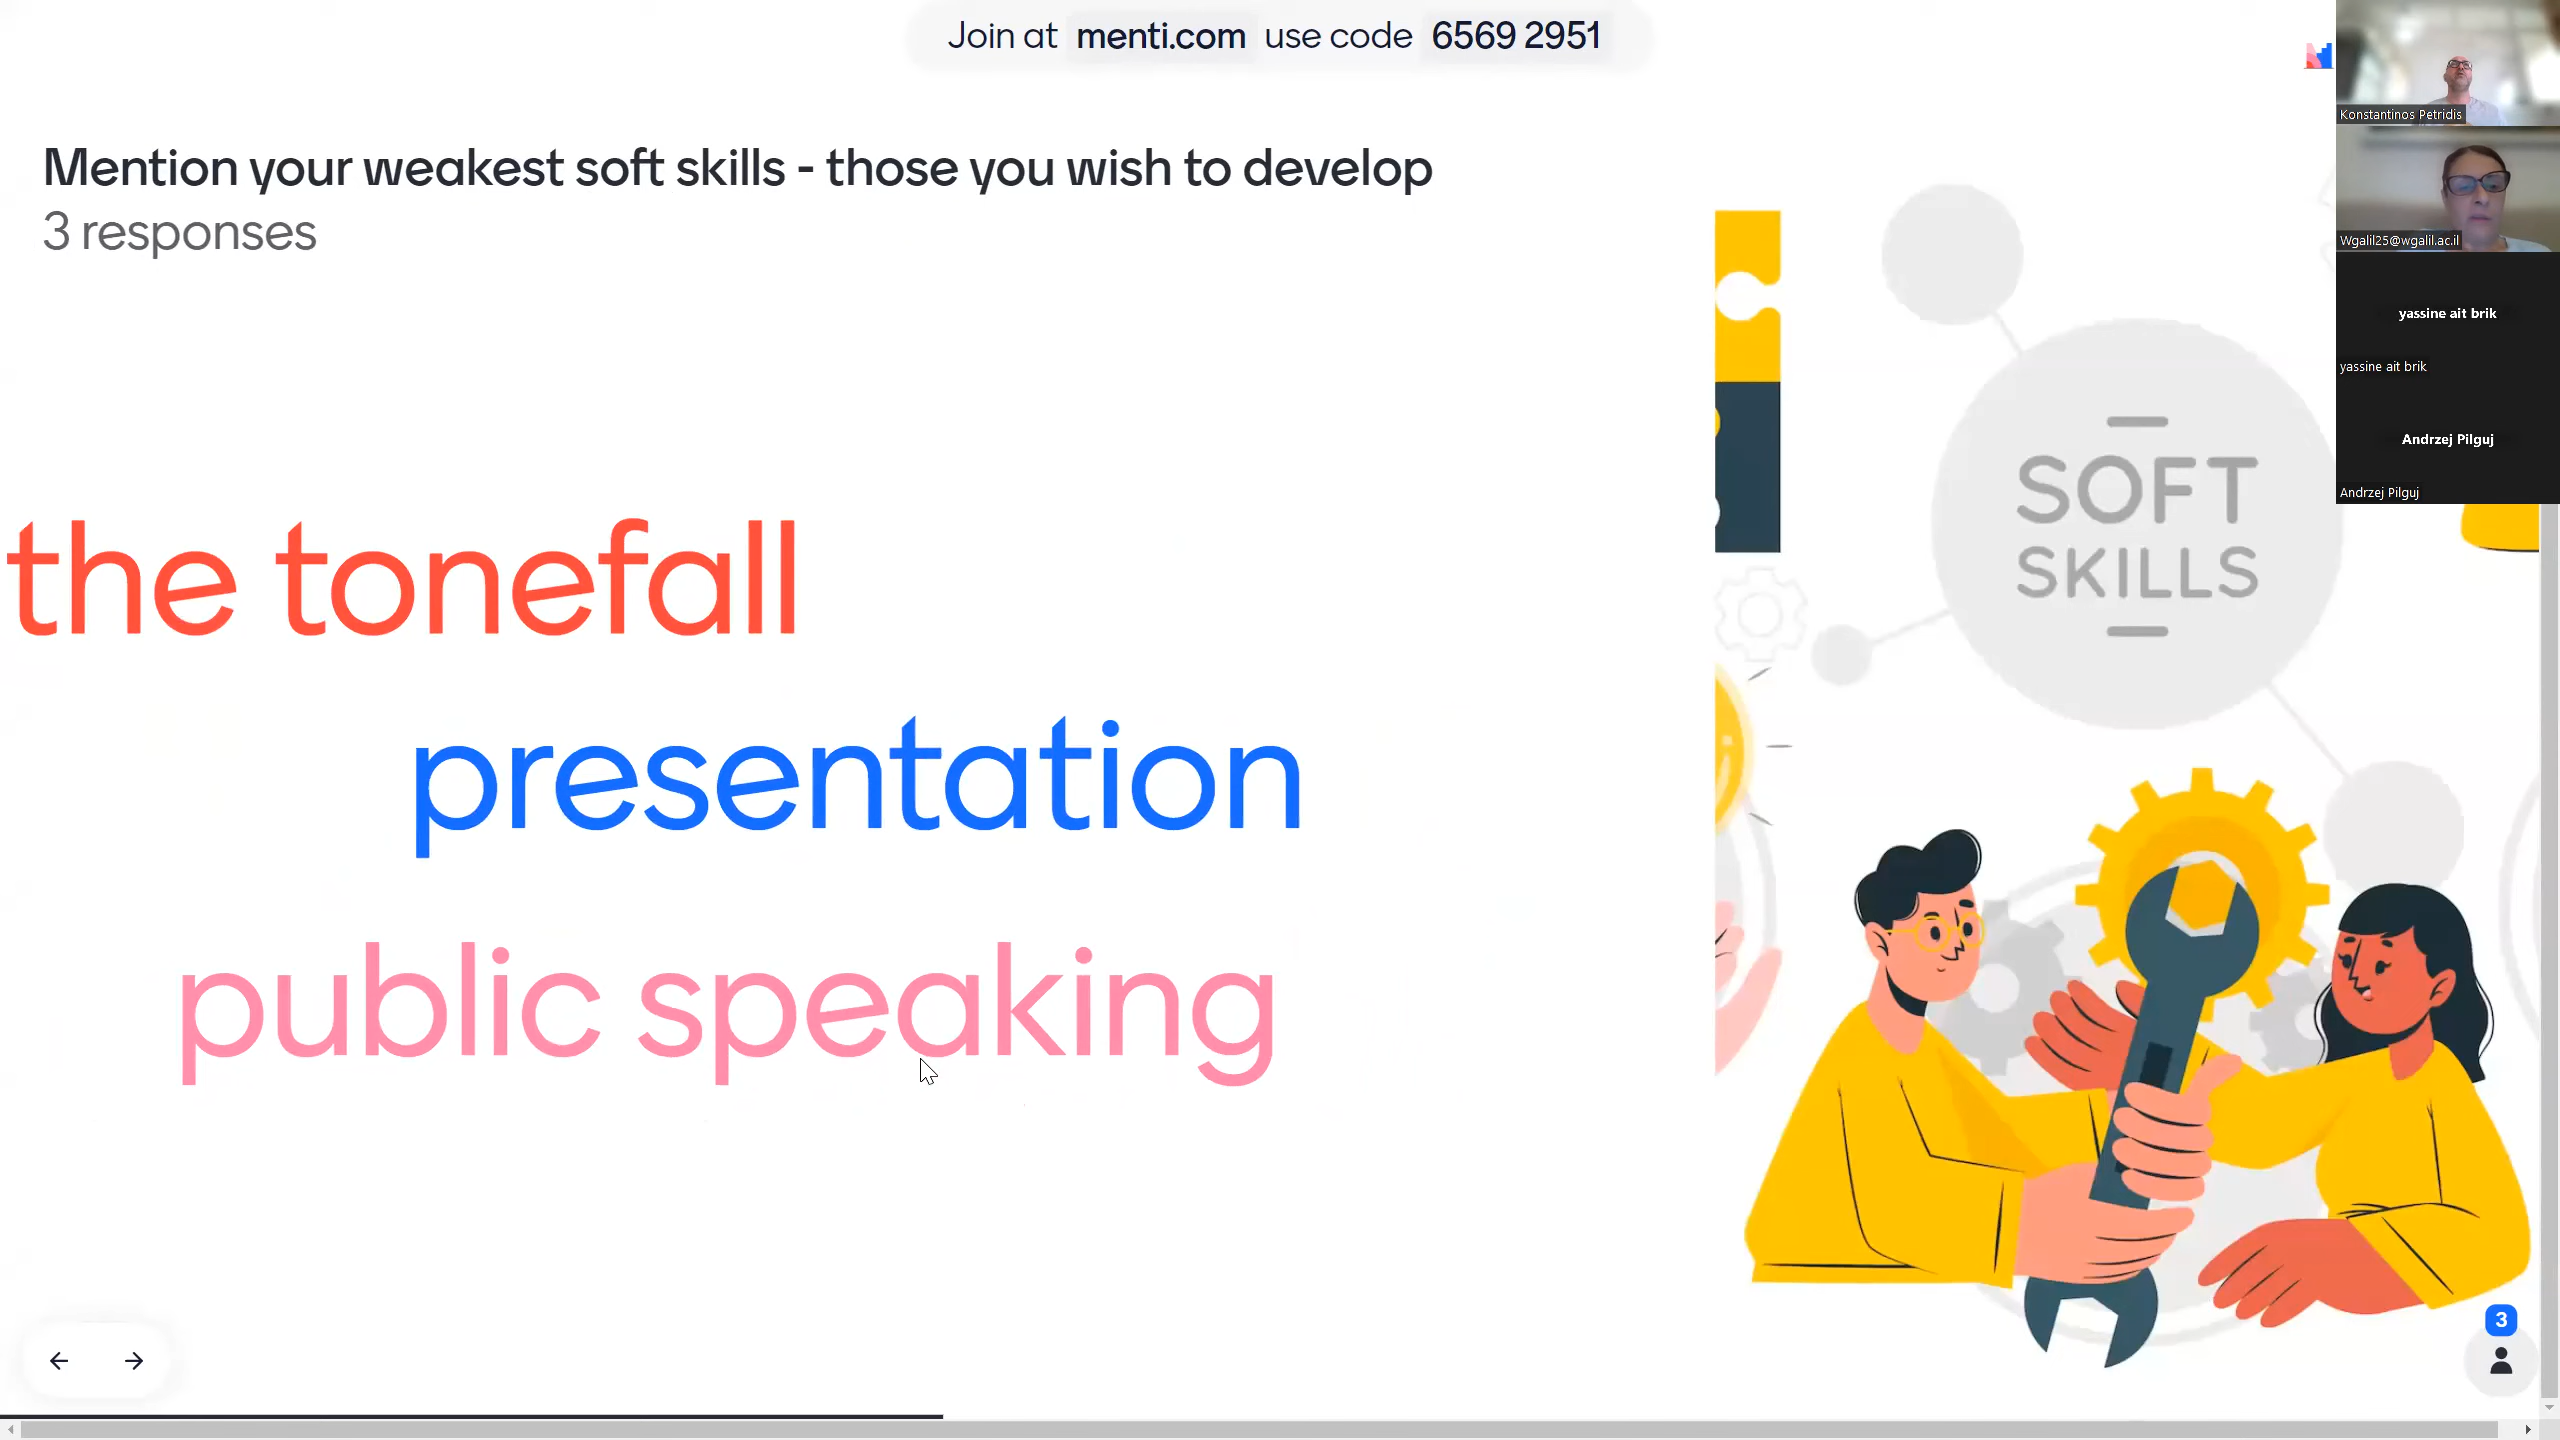 Join at menti.com use code 6569 2951
Mention your weakest soft skills - those you wish to develop
3 responses
the tonefall
presentation
public speaking
SOFT
SKILLS
Konstantinos Petridis
Wgalil25@wgalil.ac.il
yassine ait brik
yassine ait brik
Andrzej Pilguj
Andrzej Pilguj
3